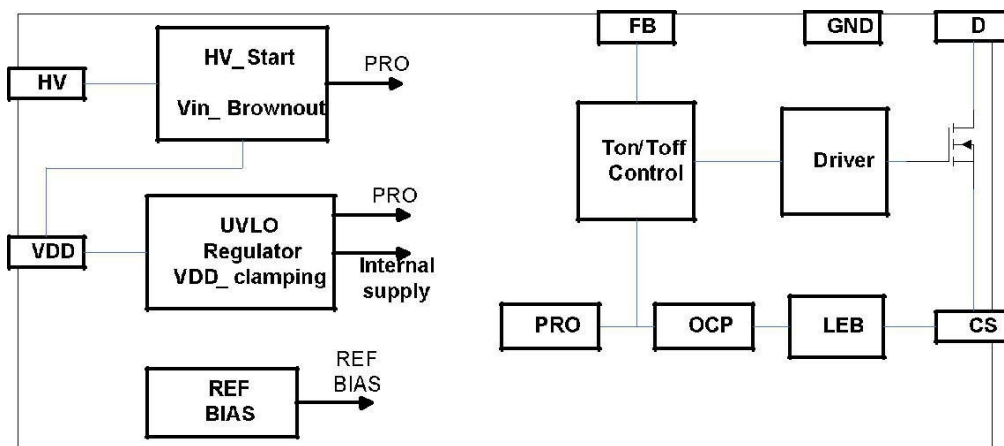 FB
GND
D
HV
HV_Start
Vin_ Brownout
PRO
Ton/Toff
Control
Driver
VDD
UVLO
Regulator
VDD_ clamping
PRO
Internal
supply
PRO
OCP
LEB
CS
REF
BIAS
REF
BIAS